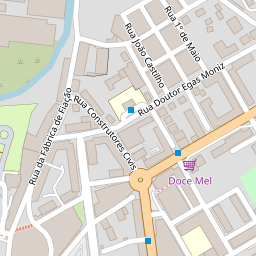 Rua 1º de Maio
Rua João Castilho
Rua Doutor Egas Moniz
Rua Construtores Civis
Rua da Fábrica de Fiação
Doce Mel